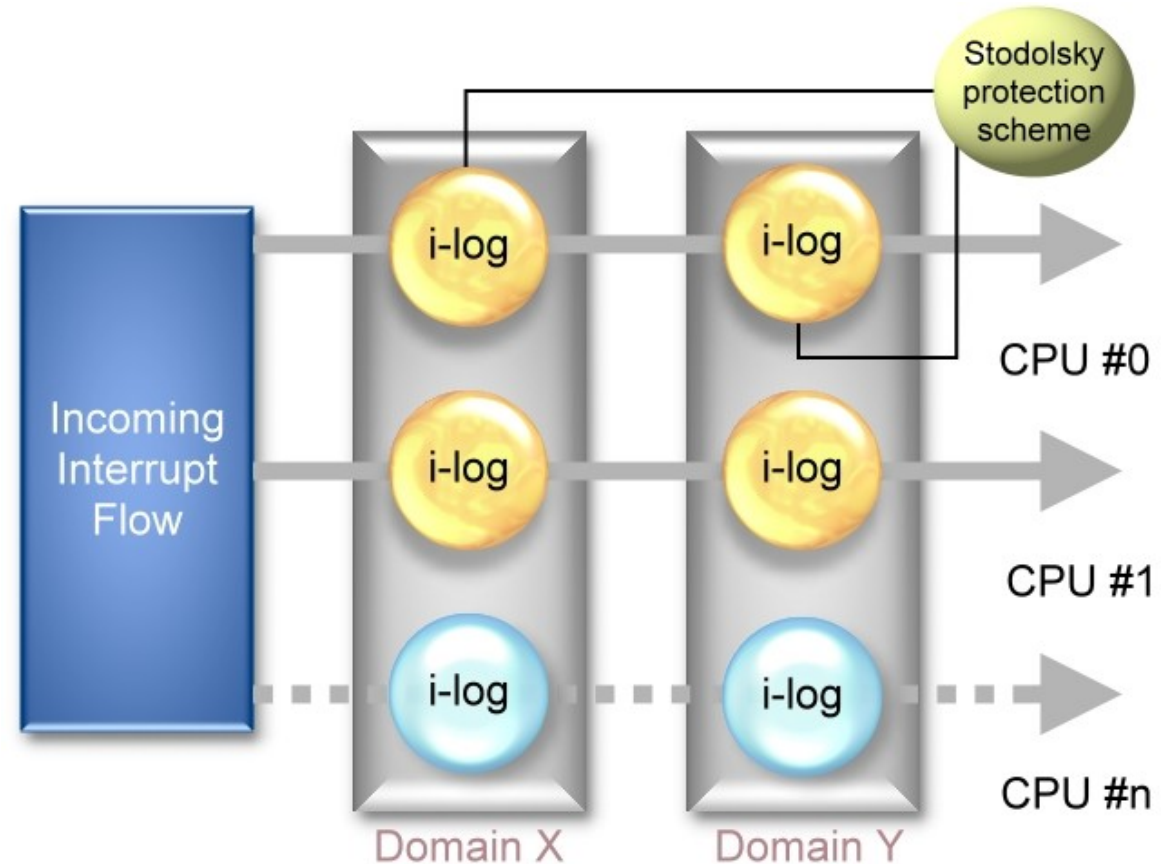 Stodolsky
protection
scheme
i-log
i-log
CPU #0
Incoming
Interrupt
Flow
i-log
i-log
CPU #1
i-log
i-log
CPU #n
Domain X
Domain Y